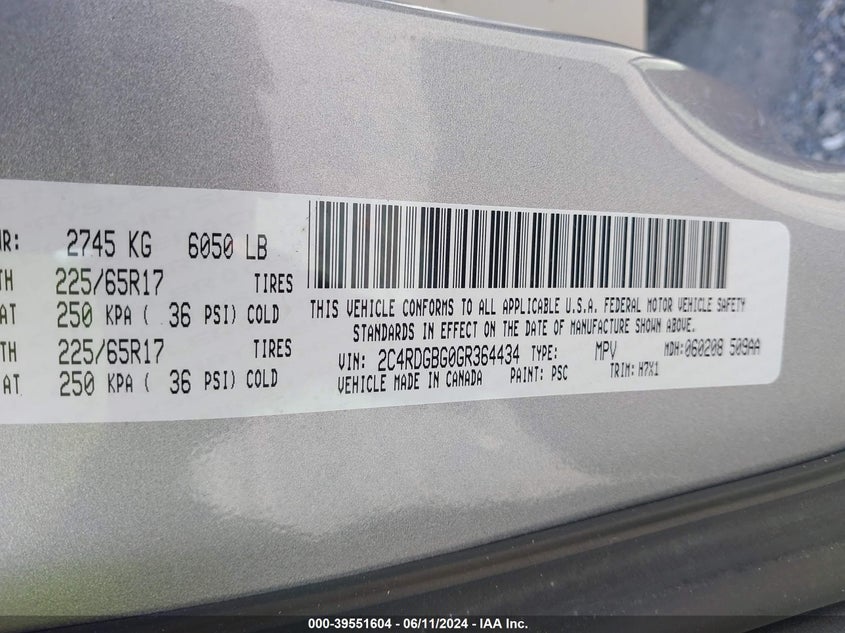 WR: 2745 KG 6050 LB
TH 225/65R17 TIRES
AT 250 KPA ( 36 PSI) COLD
TH 225/65R17 TIRES
AT 250 KPA ( 36 PSI) COLD
THIS VEHICLE CONFORMS TO ALL APPLICABLE U.S.A. FEDERAL MOTOR VEHICLE SAFETY
STANDARDS IN EFFECT ON THE DATE OF MANUFACTURE SHOWN ABOVE.
VIN: 2C4RDGBG0GR364434 TYPE: MPV MDH: 060208 509AA
VEHICLE MADE IN CANADA PAINT: PSC TRIM: H7X1
000-39551604 - 06/11/2024 - IAA Inc.